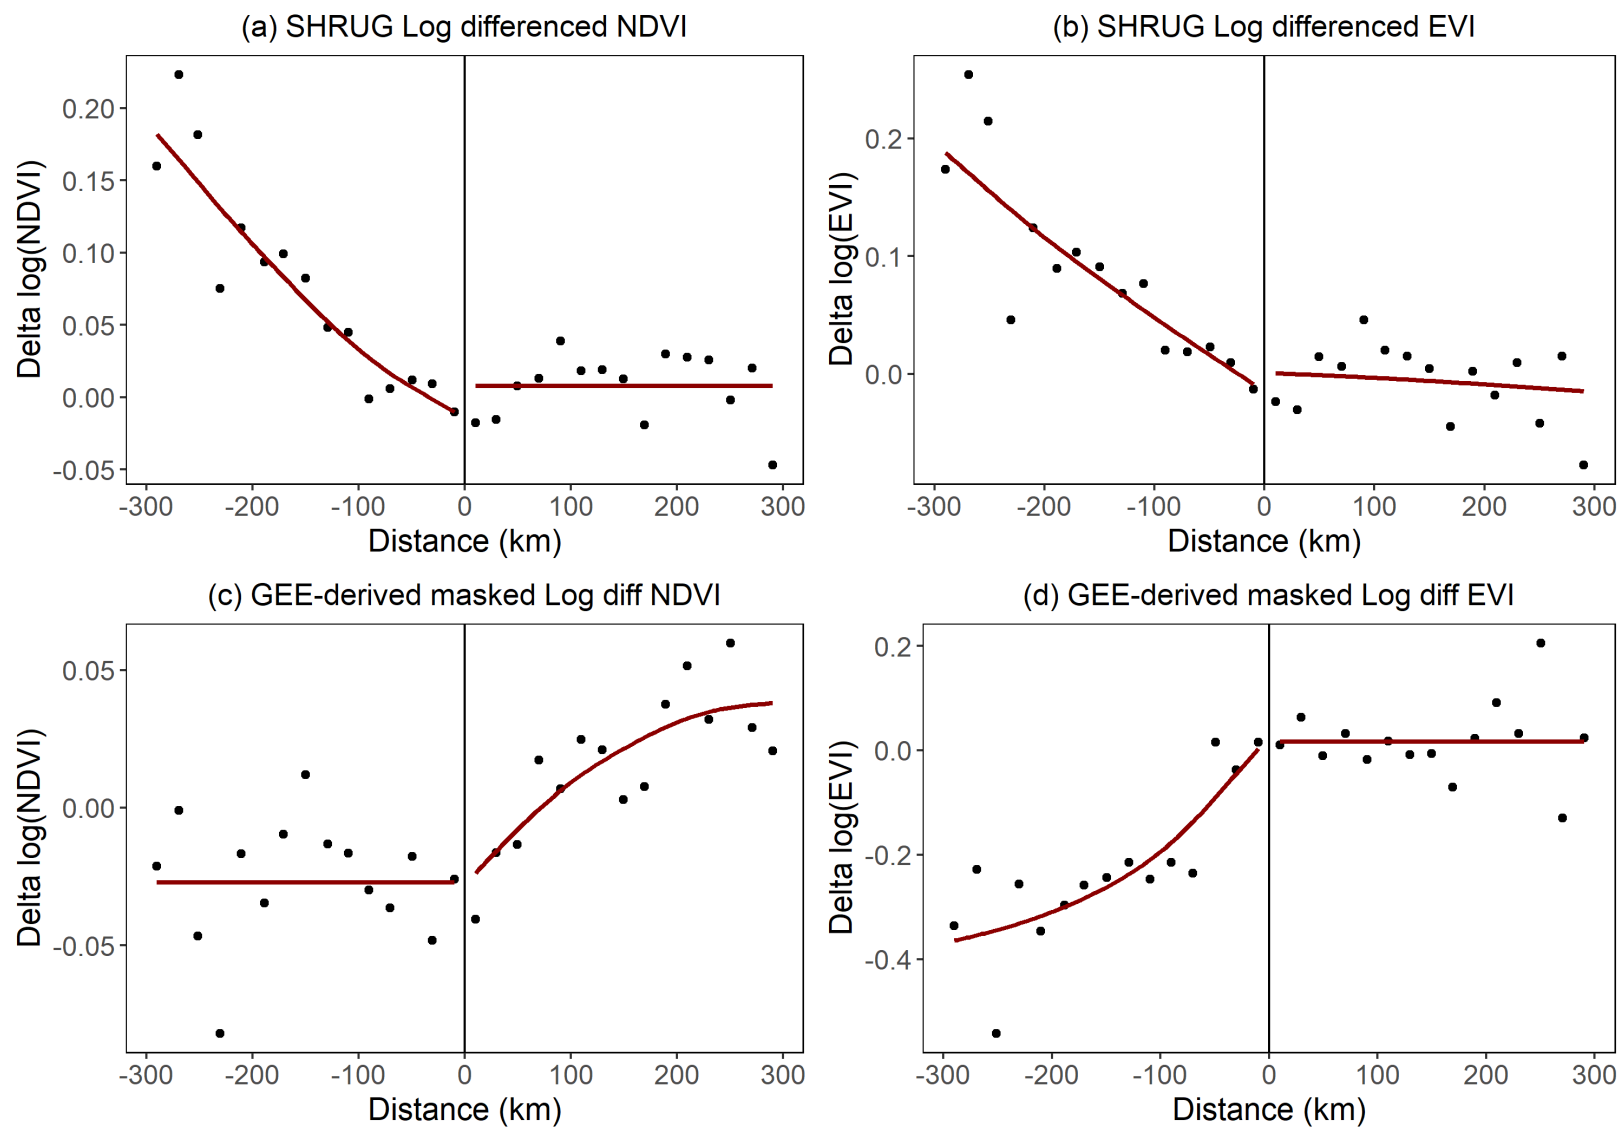 (a) SHRUG Log differenced NDVI
Delta log(NDVI)
0.20
0.15
0.10
0.05
0.00
-0.05
-300 -200 -100 0 100 200 300
Distance (km)
(b) SHRUG Log differenced EVI
Delta log(EVI)
0.2
0.1
0.0
-300 -200 -100 0 100 200 300
Distance (km)
(c) GEE-derived masked Log diff NDVI
Delta log(NDVI)
0.05
0.00
-0.05
-300 -200 -100 0 100 200 300
Distance (km)
(d) GEE-derived masked Log diff EVI
Delta log(EVI)
0.2
0.0
-0.2
-0.4
-300 -200 -100 0 100 200 300
Distance (km)